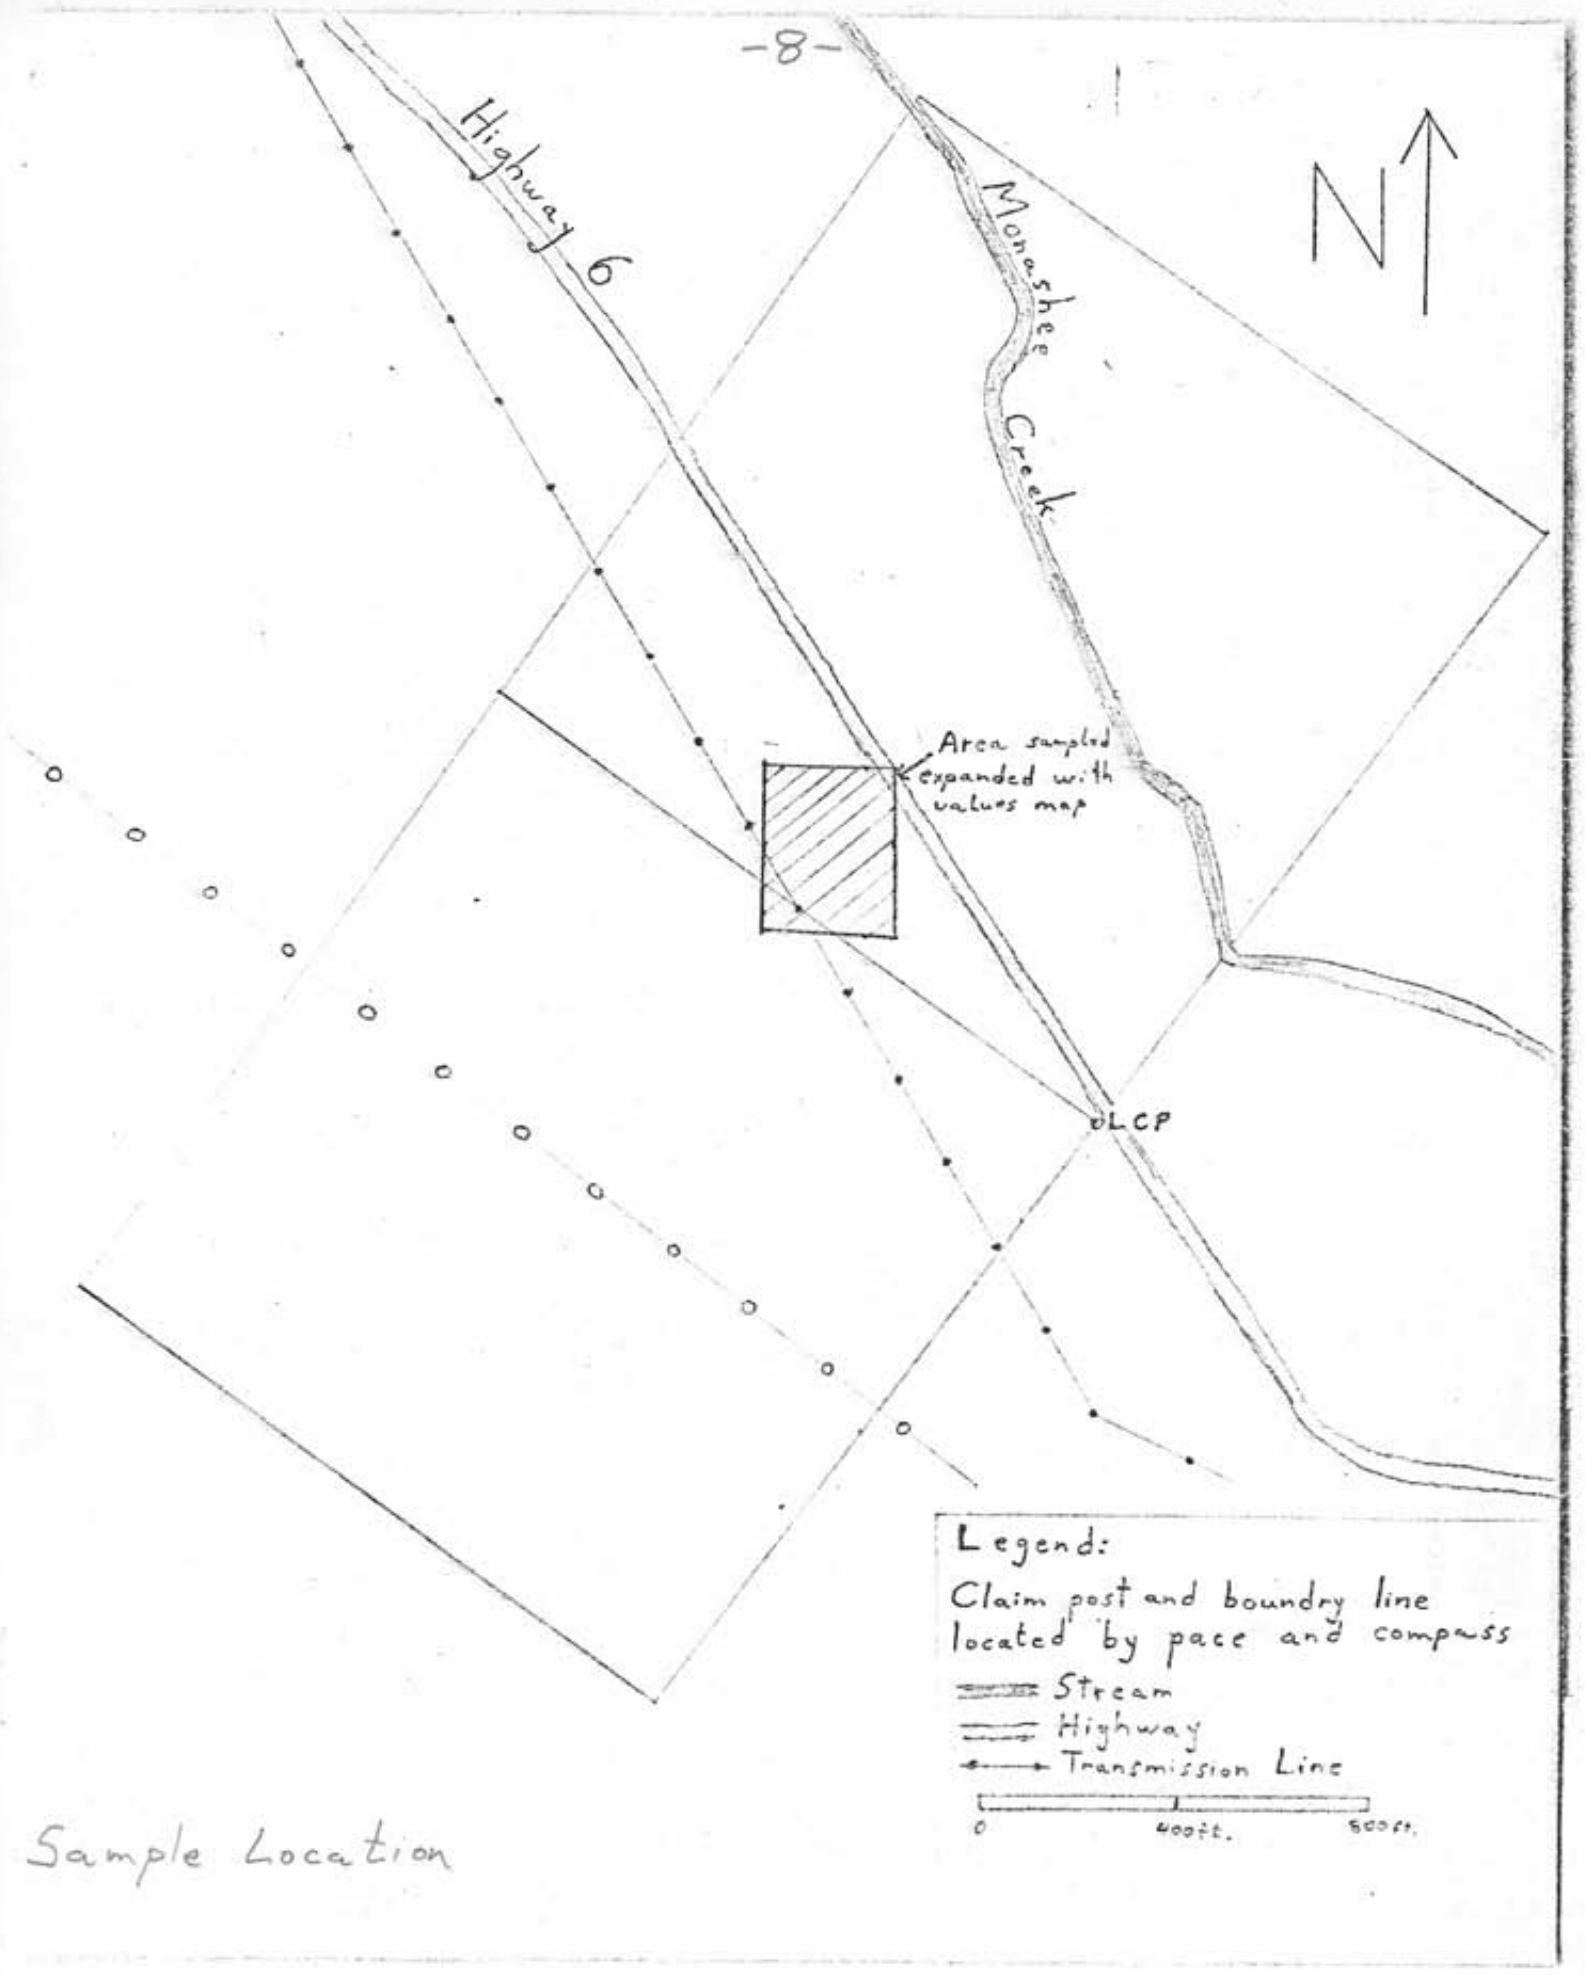 -8-
Highway 6
Monashee Creek
N
Area sampled
expanded with
values map
LCP
Legend:
Claim post and boundry line
located by pace and compass
Stream
Highway
Transmission Line
0 400ft. 800ft.
Sample Location